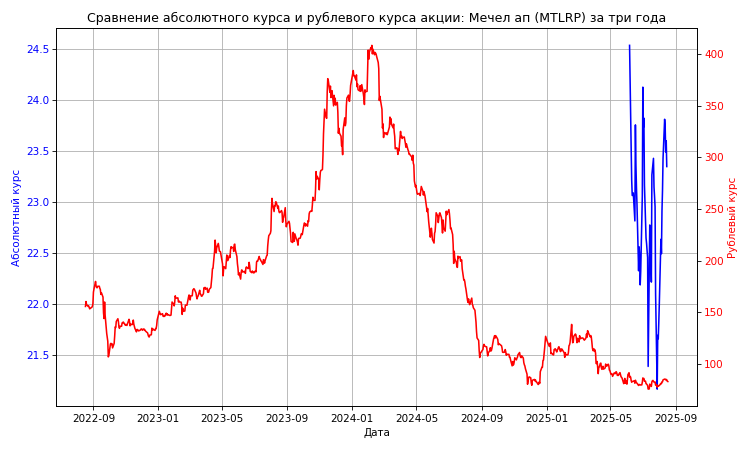 Сравнение абсолютного курса и рублевого курса акции: Мечел ап (MTLRP) за три года
24.5
24.0
23.5
23.0
22.5
22.0
21.5
Абсолютный курс
400
350
300
250
200
150
100
Рублевый курс
2022-09 2023-01 2023-05 2023-09 2024-01 2024-05 2024-09 2025-01 2025-05 2025-09
Дата